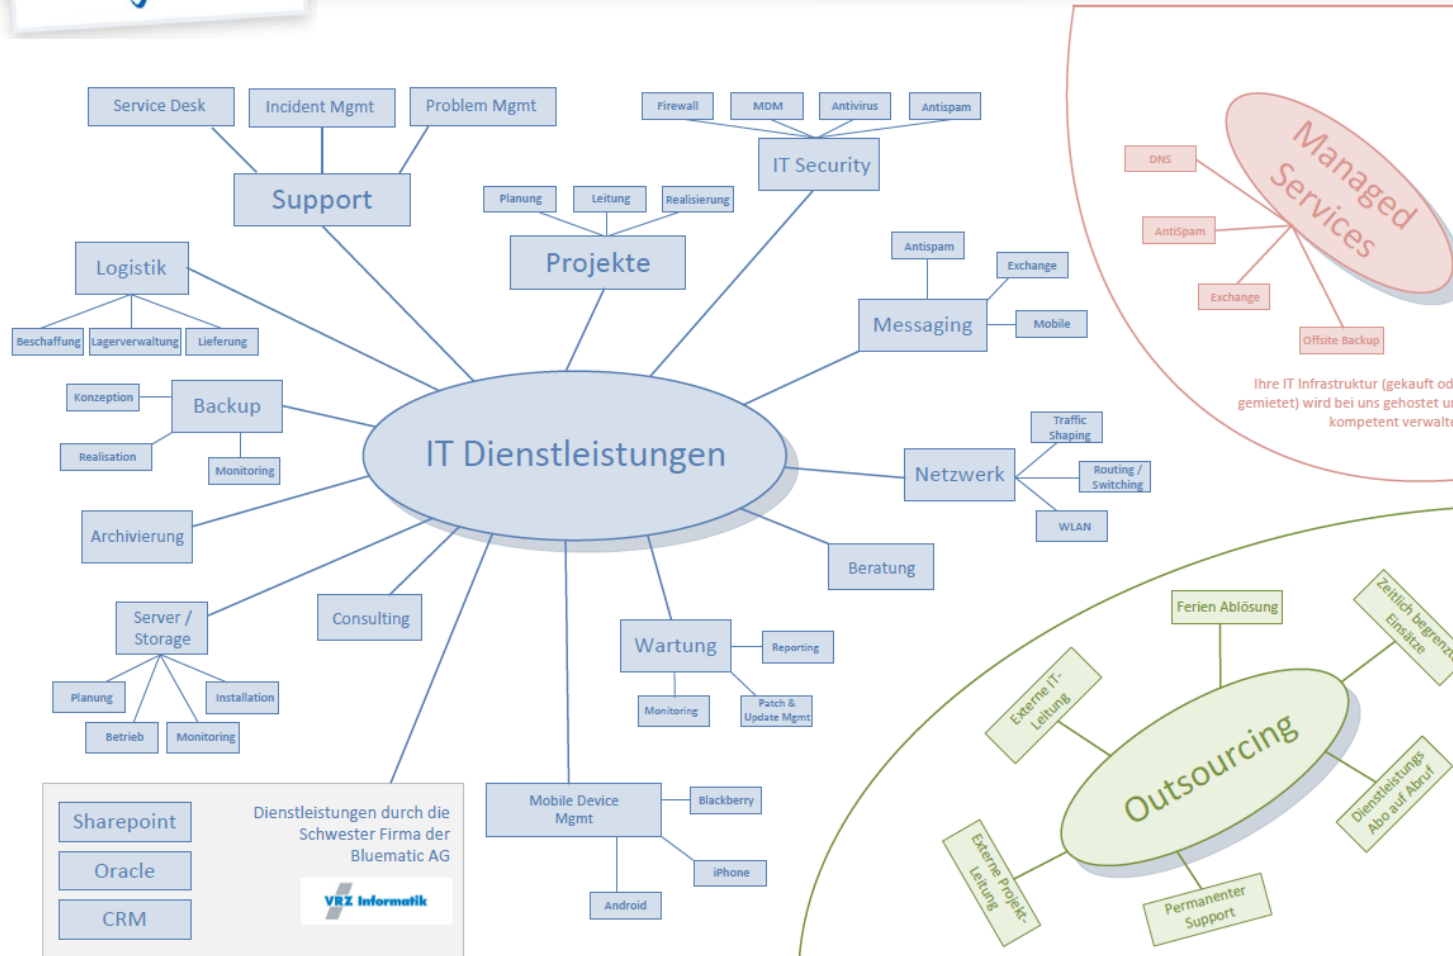 Service Desk
Incident Mgmt
Problem Mgmt
Support
Firewall
MDM
Antivirus
Antispam
IT Security
Planung
Leitung
Realisierung
Projekte
Logistik
Beschaffung
Lagerverwaltung
Lieferung
Antispam
Exchange
Messaging
Mobile
Konzeption
Backup
Realisation
Monitoring
IT Dienstleistungen
Traffic
Shaping
Netzwerk
Routing /
Switching
WLAN
Archivierung
Beratung
Server /
Storage
Planung
Installation
Betrieb
Monitoring
Consulting
Wartung
Reporting
Monitoring
Patch &
Update Mgmt
Sharepoint
Oracle
CRM
Dienstleistungen durch die
Schwester Firma der
Bluematic AG
VRZ Informatik
Mobile Device
Mgmt
Blackberry
iPhone
Android
Managed
Services
DNS
AntiSpam
Exchange
Offsite Backup
Ihre IT Infrastruktur (gekauft od
gemietet) wird bei uns gehostet u
kompetent verwalte
Ferien Ablösung
Zeitlich begrenzte
Einsätze
Externe IT-
Leitung
Outsourcing
Dienstleistungs
Abo auf Abruf
Externe Projekt-
Leitung
Permanenter
Support